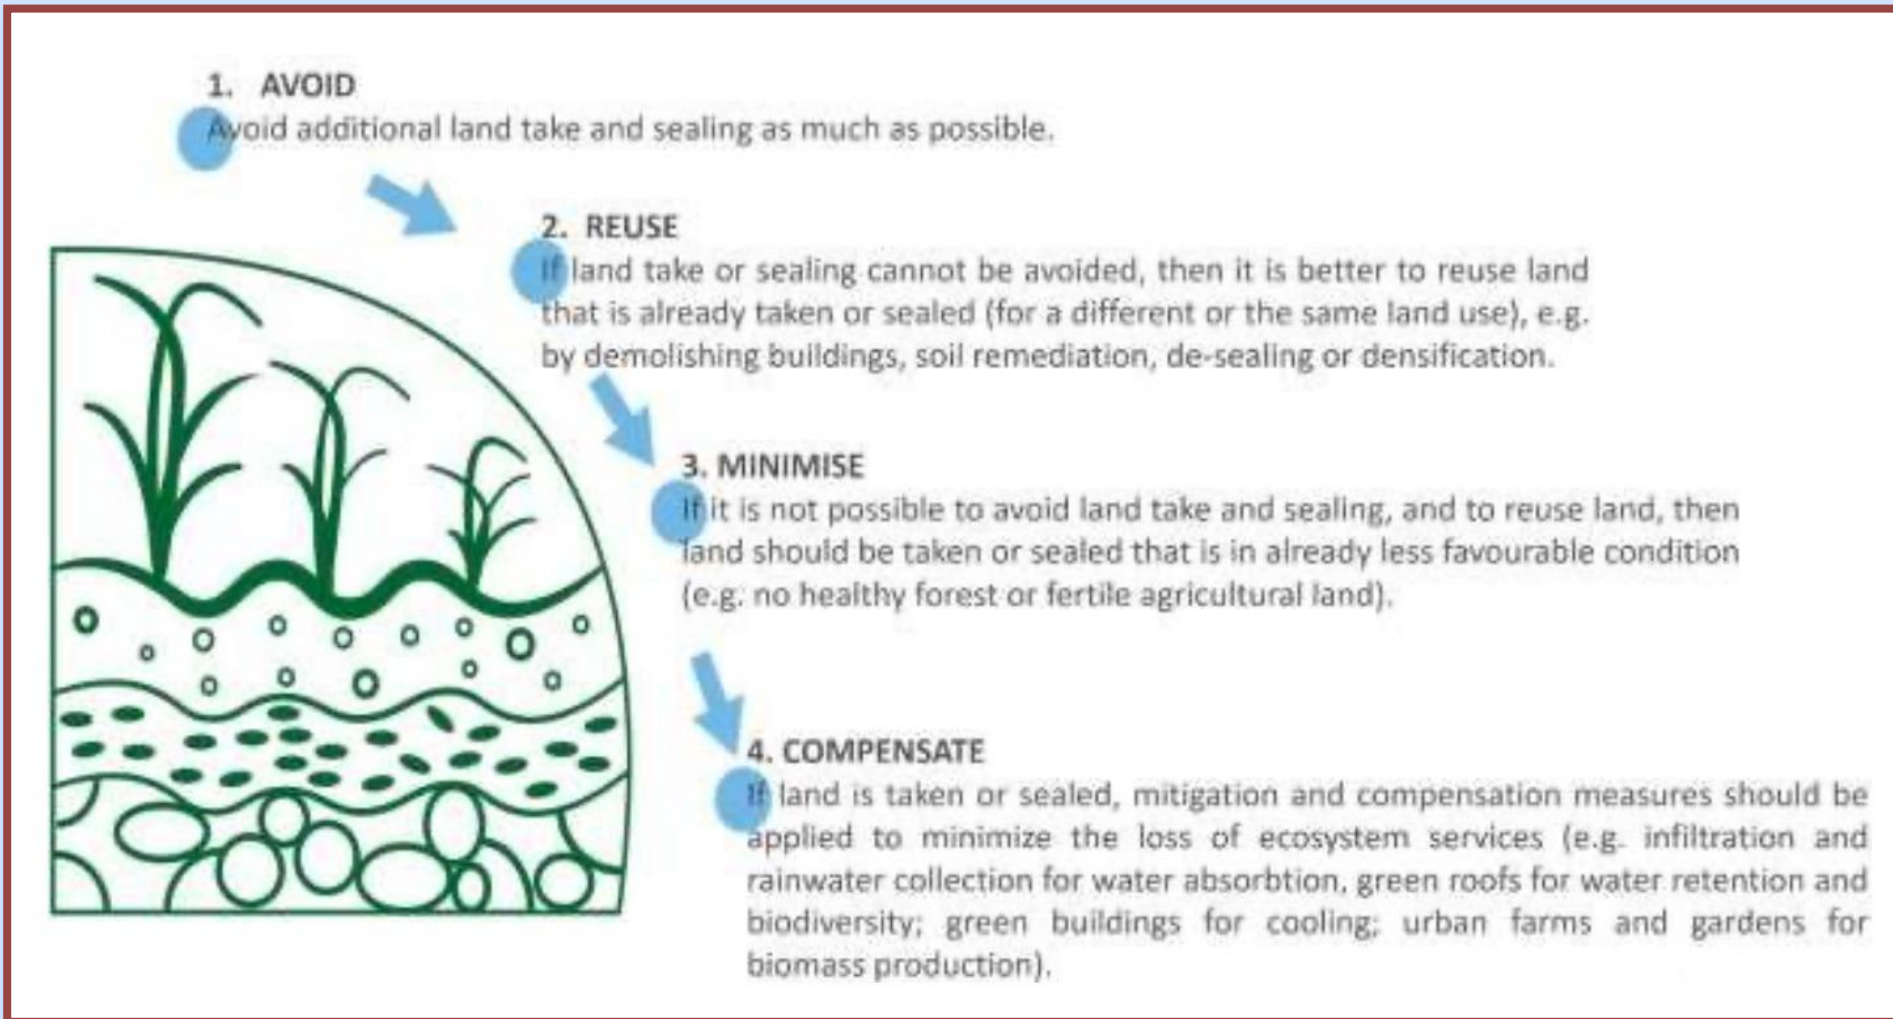 1. AVOID
Avoid additional land take and sealing as much as possible.
2. REUSE
If land take or sealing cannot be avoided, then it is better to reuse land
that is already taken or sealed (for a different or the same land use), e.g.
by demolishing buildings, soil remediation, de-sealing or densification.
3. MINIMISE
If it is not possible to avoid land take and sealing, and to reuse land, then
land should be taken or sealed that is in already less favourable condition
(e.g. no healthy forest or fertile agricultural land).
4. COMPENSATE
If land is taken or sealed, mitigation and compensation measures should be
applied to minimize the loss of ecosystem services (e.g. infiltration and
rainwater collection for water absorbtion, green roofs for water retention and
biodiversity; green buildings for cooling; urban farms and gardens for
biomass production).